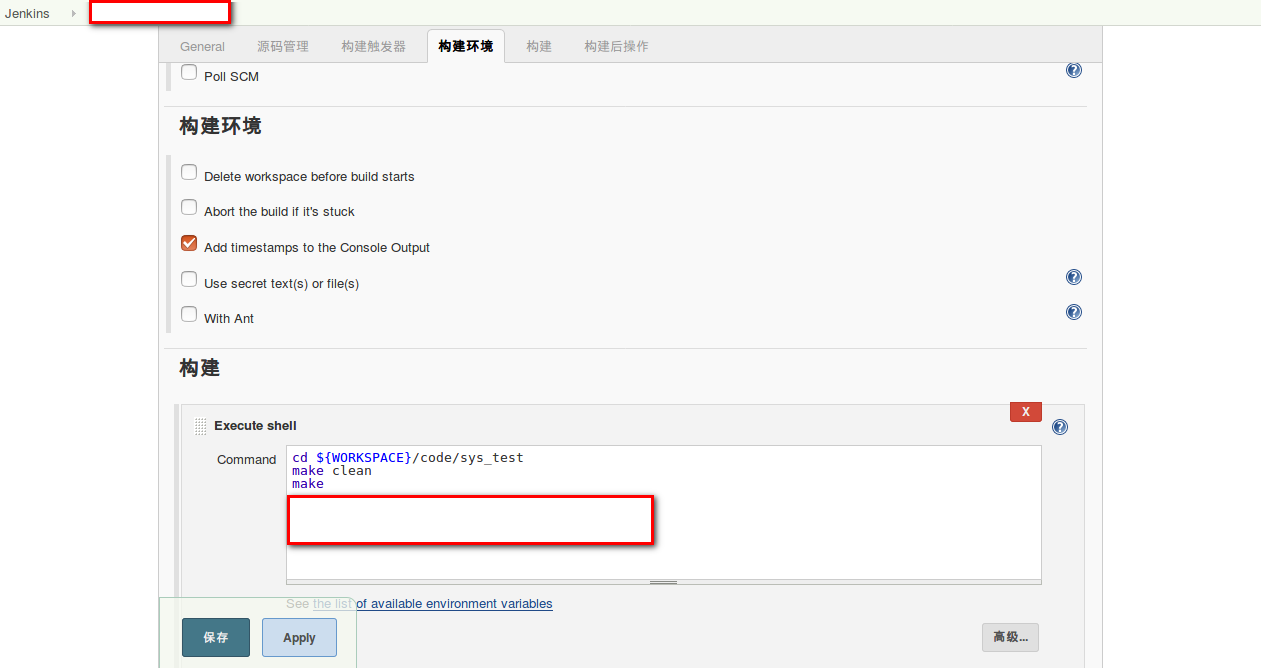 Jenkins
General 源码管理 构建触发器 构建环境 构建 构建后操作
Poll SCM
构建环境
Delete workspace before build starts
Abort the build if it's stuck
Add timestamps to the Console Output
Use secret text(s) or file(s)
With Ant
构建
X
Execute shell
Command
cd ${WORKSPACE}/code/sys_test
make clean
make
See the list of available environment variables
保存 Apply 高级...